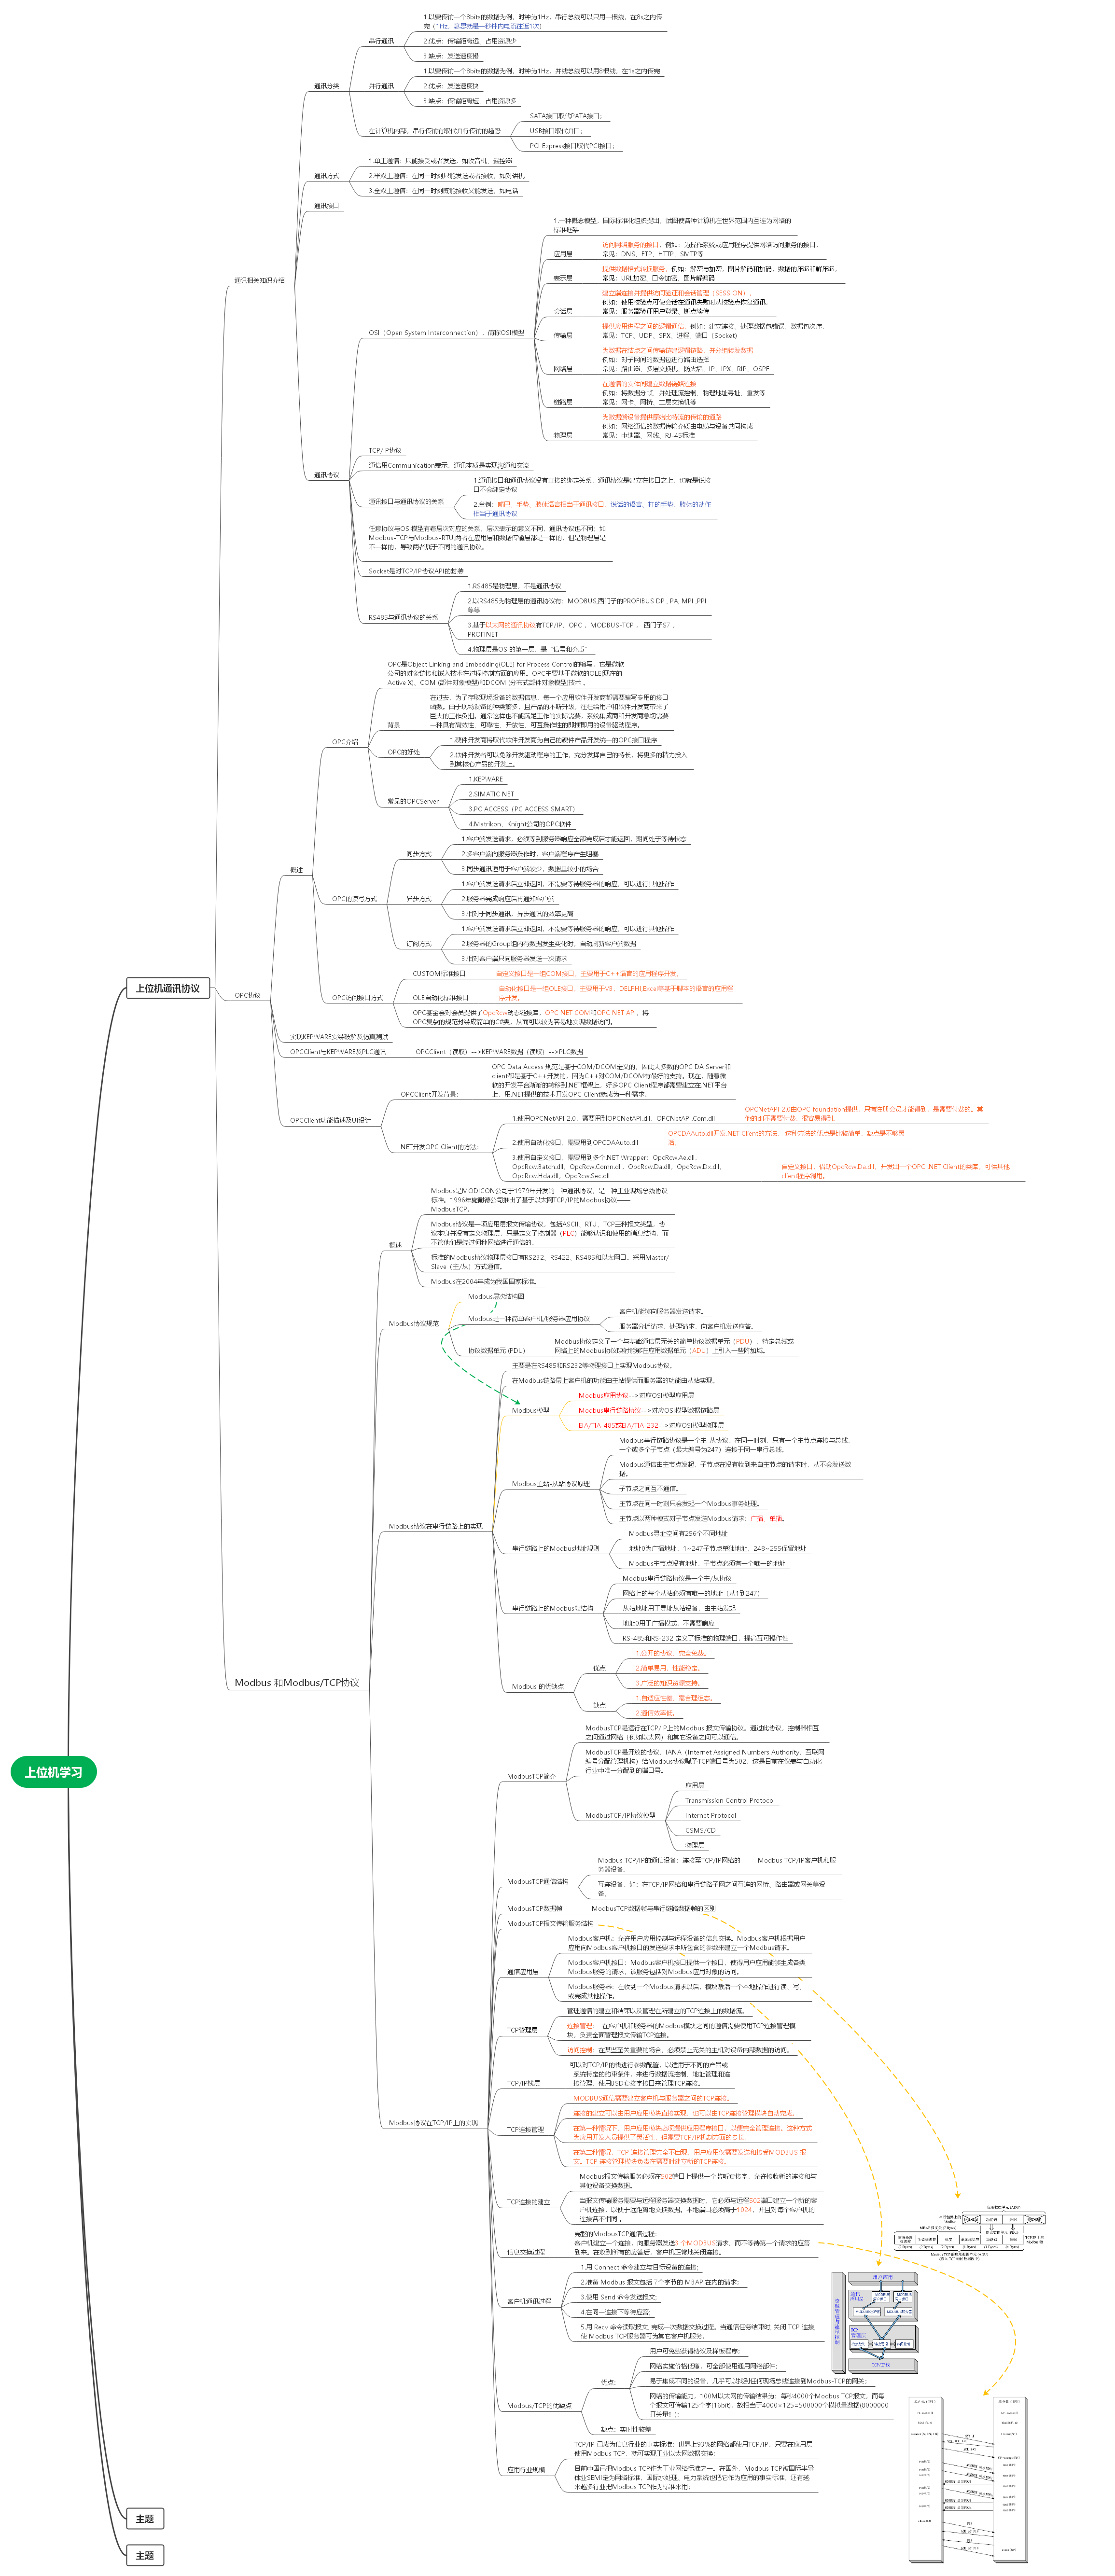 1.以要传输一个8bits的数据为例，时钟为1Hz，串行总线可以只用一根线，在8s之内传
完（1Hz，意思就是一秒钟内电流往返1次）
串行通讯
2.优点：传输距离远、占用资源少
3.缺点：发送速度慢
1.以要传输一个8bits的数据为例，时钟为1Hz，并线总线可以用8根线，在1s之内传完
通讯分类
并行通讯
2.优点：发送速度快
3.缺点：传输距离短、占用资源多
SATA接口取代PATA接口；
在计算机内部，串行传输有取代并行传输的趋势
USB接口取代并口；
PCI Express接口取代PCI接口；
1.单工通信：只能接受或者发送，如收音机、遥控器
通讯方式
2.半双工通信：在同一时刻只能发送或者接收，如对讲机
3.全双工通信：在同一时刻既能接收又能发送，如电话
通讯接口
通讯相关知识介绍
1.一种概念模型，国际标准化组织提出，试图使各种计算机在世界范围内互连为网络的
标准框架
应用层
访问网络服务的接口，例如：为操作系统或应用程序提供网络访问服务的接口，
常见：DNS、FTP、HTTP、SMTP等
表示层
提供数据格式转换服务，例如：解密与加密，图片解码和加码，数据的压缩和解压缩，
常见：URL加密，口令加密，图片解编码
会话层
建立端连接并提供访问验证和会话管理（SESSION）
例如：使用校验点可使会话在通讯失败时从校验点恢复通讯，
常见：服务器验证用户登录、断点续传
OSI（Open System Interconnection），简称OSI模型
传输层
提供应用进程之间的逻辑通信，例如：建立连接、处理数据包错误、数据包次序，
常见：TCP、UDP、SPX、进程、端口（Socket）
网络层
为数据在结点之间传输创建逻辑链路，并分组转发数据
例如：对子网间的数据包进行路由选择
常见：路由器、多层交换机、防火墙、IP、IPX、RIP、OSPF
链路层
在通信的实体间建立数据链路连接
例如：将数据分帧，并处理流控制、物理地址寻址、重发等
常见：网卡、网桥、二层交换机等
物理层
为数据端设备提供原始比特流的传输的通路
例如：网络通信的数据传输介质由电缆与设备共同构成
常见：中继器、网线、RJ-45标准
TCP/IP协议
通信用Communication表示，通讯本质是实现沟通和交流
通讯协议
通讯接口与通讯协议的关系
1.通讯接口和通讯协议没有直接的绑定关系，通讯协议是建立在接口之上，也就是说接
口不会绑定协议
2.举例：嘴巴、手势、肢体语言相当于通讯接口，说话的语言、打的手势、肢体的动作
相当于通讯协议
任意协议与OSI模型有着层次对应的关系，层次表示的意义不同，通讯协议也不同；如
Modbus-TCP与Modbus-RTU,两者在应用层和数据传输层都是一样的，但是物理层是
不一样的，导致两者属于不同的通讯协议。
Socket是对TCP/IP协议API的封装
RS485与通讯协议的关系
1.RS485是物理层，不是通讯协议
2.以RS485为物理层的通讯协议有：MODBUS,西门子的PROFIBUS DP , PA, MPI ,PPI
等等
3.基于以太网的通讯协议有TCP/IP，OPC ，MODBUS-TCP ， 西门子S7 ，
PROFINET
4.物理层是OSI的第一层，是“信号和介质”
OPC是Object Linking and Embedding(OLE) for Process Control的缩写，它是微软
公司的对象链接和嵌入技术在过程控制方面的应用。OPC主要基于微软的OLE(现在的
Active X)、COM (部件对象模型)和DCOM (分布式部件对象模型)技术 。
背景
在过去，为了存取现场设备的数据信息，每一个应用软件开发商都需要编写专用的接口
函数。由于现场设备的种类繁多，且产品的不断升级，往往给用户和软件开发商带来了
巨大的工作负担。通常这样也不能满足工作的实际需要，系统集成商和开发商急切需要
一种具有高效性、可靠性、开放性、可互操作性的即插即用的设备驱动程序。
OPC介绍
OPC的好处
1.硬件开发商将取代软件开发商为自己的硬件产品开发统一的OPC接口程序
2.软件开发者可以免除开发驱动程序的工作，充分发挥自己的特长，将更多的精力投入
到其核心产品的开发上。
常见的OPCServer
1.KEPWARE
2.SIMATIC NET
3.PC ACCESS（PC ACCESS SMART）
4.Matrikon、Knight公司的OPC软件
概述
同步方式
1.客户端发送请求，必须等到服务器响应全部完成后才能返回，期间处于等待状态
2.多客户端向服务器操作时，客户端程序产生阻塞
3.同步通讯适用于客户端较少，数据量较小的场合
OPC的读写方式
异步方式
1.客户端发送请求后立即返回，不需要等待服务器的响应，可以进行其他操作
2.服务器完成响应后再通知客户端
3.相对于同步通讯，异步通讯的效率更高
订阅方式
1.客户端发送请求后立即返回，不需要等待服务器的响应，可以进行其他操作
2.服务器的Group组内有数据发生变化时，自动刷新客户端数据
3.相对客户端只向服务器发送一次请求
OPC访问接口方式
CUSTOM标准接口
自定义接口是一组COM接口，主要用于C++语言的应用程序开发。
OLE自动化标准接口
自动化接口是一组OLE接口，主要用于VB , DELPHI,Excel等基于脚本的语言的应用程
序开发。
OPC基金会对会员提供了OpcRcw动态链接库，OPC NET COM和OPC NET API，将
OPC复杂的规范封装成简单的C#类，从而可以较为容易地实现数据访问。
上位机通讯协议
OPC协议
实现KEPWARE安装破解及仿真测试
OPCClient与KEPWARE及PLC通讯
OPCClient（读取）-->KEPWARE数据（读取）-->PLC数据
OPCClient功能描述及UI设计
OPCClient开发背景：
OPC Data Access 规范是基于COM/DCOM定义的，因此大多数的OPC DA Server和
client都是基于C++开发的，因为C++对COM/DCOM有最好的支持。现在，随着微
软的开发平台渐渐的转移到.NET框架上，好多OPC Client程序都需要建立在.NET平台
上，用.NET提供的技术开发OPC Client就成为一种需求。
NET开发OPC Client的方法：
1.使用OPCNetAPI 2.0，需要用到OPCNetAPI.dll，OPCNetAPI.Com.dll
OPCNetAPI 2.0由OPC foundation提供，只有注册会员才能得到，是需要付费的。其
他的dll不需要付费，很容易得到。
2.使用自动化接口，需要用到OPCDAAuto.dll
OPCDAAuto.dll开发.NET Client的方法， 这种方法的优点是比较简单，缺点是不够灵
活。
3.使用自定义接口，需要用到多个.NET Wrapper：OpcRcw.Ae.dll，
OpcRcw.Batch.dll，OpcRcw.Comn.dll，OpcRcw.Da.dll，OpcRcw.Dx.dll，
OpcRcw.Hda.dll，OpcRcw.Sec.dll
自定义接口，借助OpcRcw.Da.dll，开发出一个OPC .NET Client的类库，可供其他
client程序调用。
概述
Modbus是MODICON公司于1979年开发的一种通讯协议，是一种工业现场总线协议
标准。1996年施耐德公司推出了基于以太网TCP/IP的Modbus协议——
ModbusTCP。
Modbus协议是一项应用层报文传输协议，包括ASCII、RTU、TCP三种报文类型，协
议本身并没有定义物理层，只是定义了控制器（PLC）能够认识和使用的消息结构，而
不管他们是经过何种网络进行通信的。
标准的Modbus协议物理层接口有RS232、RS422、RS485和以太网口。采用Master/
Slave（主/从）方式通信。
Modbus在2004年成为我国国家标准。
Modbus协议规范
Modbus层次结构图
Modbus是一种简单客户机/服务器应用协议
客户机能够向服务器发送请求。
服务器分析请求，处理请求，向客户机发送应答。
协议数据单元 (PDU)
Modbus协议定义了一个与基础通信层无关的简单协议数据单元（PDU），特定总线或
网络上的Modbus协议映射能够在应用数据单元（ADU）上引入一些附加域。
主要是在RS485和RS232等物理接口上实现Modbus协议。
在Modbus链路层上客户机的功能由主站提供而服务器的功能由从站实现。
Modbus模型
Modbus应用协议-->对应OSI模型应用层
Modbus串行链路协议-->对应OSI模型数据链路层
EIA/TIA-485或EIA/TIA-232-->对应OSI模型物理层
Modbus主站-从站协议原理
Modbus串行链路协议是一个主-从协议。在同一时刻，只有一个主节点连接与总线，
一个或多个子节点（最大编号为247）连接于同一串行总线。
Modbus通信由主节点发起，子节点在没有收到来自主节点的请求时，从不会发送数
据。
子节点之间互不通信。
主节点在同一时刻只会发起一个Modbus事务处理。
主节点以两种模式对子节点发送Modbus请求：广播、单播。
Modbus协议在串行链路上的实现
串行链路上的Modbus地址规则
Modbus寻址空间有256个不同地址
地址0为广播地址，1~247子节点单独地址，248~255保留地址
Modbus主节点没有地址，子节点必须有一个唯一的地址
串行链路上的Modbus帧结构
Modbus串行链路协议是一个主/从协议
网络上的每个从站必须有唯一的地址（从1到247）
从站地址用于寻址从站设备，由主站发起
地址0用于广播模式，不需要响应
RS-485和RS-232 定义了标准的物理端口，提高互可操作性
Modbus 和Modbus/TCP协议
Modbus 的优缺点
优点
1.公开的协议，完全免费。
2.简单易用，性能稳定。
3.广泛的知识资源支持。
缺点
1.自适应性差，需合理组态。
2.通信效率低。
ModbusTCP简介
ModbusTCP是运行在TCP/IP上的Modbus 报文传输协议。通过此协议，控制器相互
之间通过网络（例如以太网）和其它设备之间可以通信。
ModbusTCP是开放的协议，IANA（Internet Assigned Numbers Authority，互联网
编号分配管理机构）给Modbus协议赋予TCP端口号为502，这是目前在仪表与自动化
行业中唯一分配到的端口号。
ModbusTCP/IP协议模型
应用层
Transmission Control Protocol
Internet Protocol
CSMS/CD
物理层
上位机学习
ModbusTCP通信结构
Modbus TCP/IP的通信设备：连接至TCP/IP网络的 Modbus TCP/IP客户机和服
务器设备。
互连设备，如：在TCP/IP网络和串行链路子网之间互连的网桥、路由器或网关等设
备。
ModbusTCP数据帧
ModbusTCP数据帧与串行链路数据帧的区别
ModbusTCP报文传输服务结构
通信应用层
Modbus客户机：允许用户应用控制与远程设备的信息交换。Modbus客户机根据用户
应用向Modbus客户机接口的发送要求中所包含的参数来建立一个Modbus请求。
Modbus客户机接口：Modbus客户机接口提供一个接口，使得用户应用能够生成各类
Modbus服务的请求，该服务包括对Modbus应用对象的访问。
Modbus服务器：在收到一个Modbus请求以后，模块激活一个本地操作进行读、写、
或完成其他操作。
TCP管理层
管理通信的建立和结束以及管理在所建立的TCP连接上的数据流。
连接管理： 在客户机和服务器的Modbus模块之间的通信需要使用TCP连接管理模
块，负责全面管理报文传输TCP连接。
访问控制：在某些至关重要的场合，必须禁止无关的主机对设备内部数据的访问。
TCP/IP栈层
可以对TCP/IP的栈进行参数配置，以适用于不同的产品或
系统特定的约束条件，来进行数据流控制、地址管理和连
接管理，使用BSD套接字接口来管理TCP连接。
Modbus协议在TCP/IP上的实现
TCP连接管理
MODBUS通信需要建立客户机与服务器之间的TCP连接。
连接的建立可以由用户应用模块直接实现，也可以由TCP连接管理模块自动完成。
在第一种情况下，用户应用模块必须提供应用程序接口，以便完全管理连接。这种方式
为应用开发人员提供了灵活性，但需要TCP/IP机制方面的专长。
在第二种情况，TCP 连接管理完全不出现，用户应用仅需要发送和接受MODBUS 报
文。TCP 连接管理模块负责在需要时建立新的TCP连接。
TCP连接的建立
Modbus报文传输服务必须在502端口上提供一个监听套接字，允许接收新的连接和与
其他设备交换数据。
当报文传输服务需要与远程服务器交换数据时，它必须与远程502端口建立一个新的客
户机连接，以便于远距离地交换数据。本地端口必须高于1024，并且对每个客户机的
连接各不相同 。
信息交换过程
完整的ModbusTCP通信过程：
客户机建立一个连接，向服务器发送3 个MODBUS请求，而不等待第一个请求的应答
到来。在收到所有的应答后，客户机正常地关闭连接。
客户机通讯过程
1.用 Connect 命令建立与目标设备的连接；
2.准备 Modbus 报文包括 7个字节的 MBAP 在内的请求；
3.使用 Send 命令发送报文；
4.在同一连接下等待应答；
5.用 Recv 命令读取报文，完成一次数据交换过程。当通信任务结束时, 关闭 TCP 连接,
使 Modbus TCP服务器可为其它客户机服务。
Modbus/TCP的优缺点
优点：
用户可免费获得协议及样板程序；
网络实施价格低廉，可全部使用通用网络部件；
易于集成不同的设备，几乎可以找到任何现场总线连接到Modbus-TCP的网关；
网络的传输能力，100M以太网的传输结果为：每秒4000个Modbus TCP报文，而每
个报文可传输125个字(16bit)，故相当于4000×125=500000个模拟量数据(8000000
开关量！)；
缺点：实时性较差
应用行业规模
TCP/IP 已成为信息行业的事实标准：世界上93%的网络都使用TCP/IP，只要在应用层
使用Modbus TCP，就可实现工业以太网数据交换；
目前中国已把Modbus TCP作为工业网络标准之一。在国外，Modbus TCP被国际半导
体业SEMI定为网络标准，国际水处理、电力系统也把它作为应用的事实标准，还有越
来越多行业把Modbus TCP作为标准来用；
主题
主题